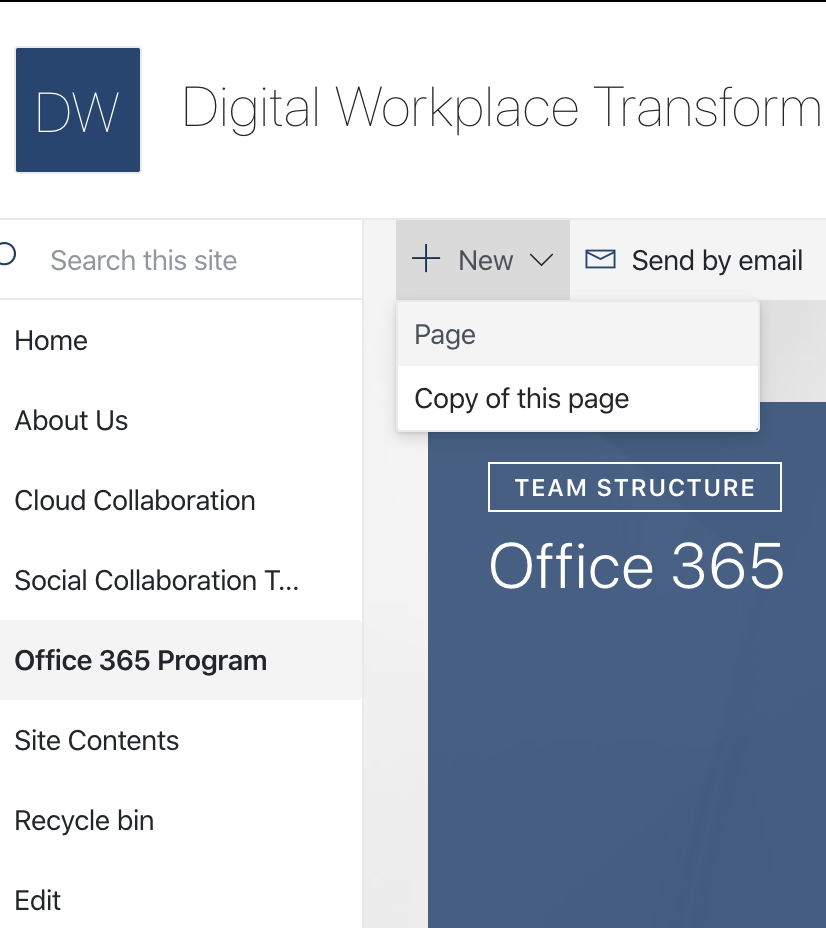 DW
Digital Workplace Transform
Search this site
New
Send by email
Page
Copy of this page
Home
About Us
Cloud Collaboration
Social Collaboration T...
Office 365 Program
Site Contents
Recycle bin
Edit
TEAM STRUCTURE
Office 365